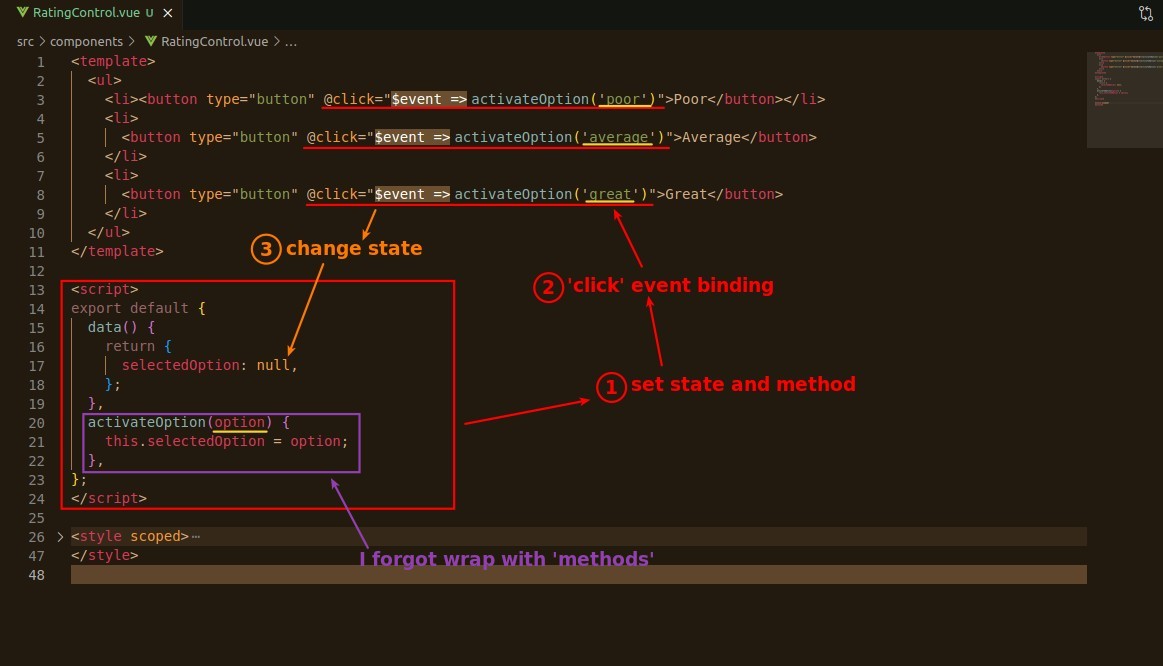 RatingControl.vue U ×
src > components > RatingControl.vue > ...
1 <template>
2 <ul>
3 <li><button type="button" @click="$event => activateOption('poor')">Poor</button></li>
4 <li>
5 <button type="button" @click="$event => activateOption('average')">Average</button>
6 </li>
7 <li>
8 <button type="button" @click="$event => activateOption('great')">Great</button>
9 </li>
10 </ul>
11 </template>
3 change state
12
2 'click' event binding
13 <script>
14 export default {
15 data() {
16 return {
17 selectedOption: null,
18 };
1 set state and method
19 },
20 activateOption(option) {
21 this.selectedOption = option;
22 },
23 };
24 </script>
25
26 > <style scoped>⋯
I forgot wrap with 'methods'
47 </style>
48